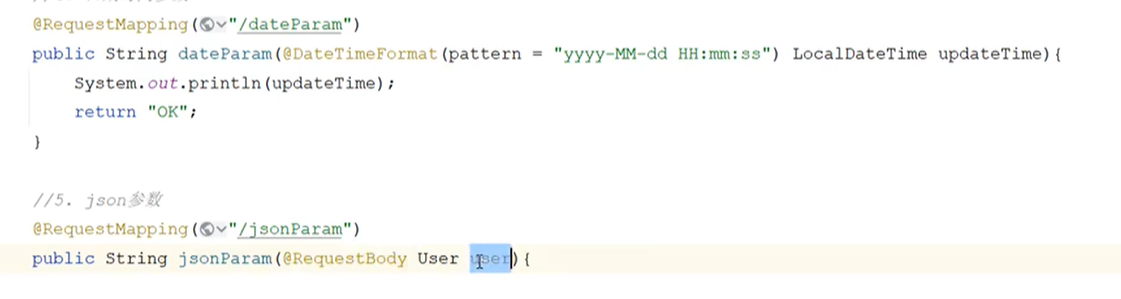 @RequestMapping("/dateParam")
public String dateParam(@DateTimeFormat(pattern = "yyyy-MM-dd HH:mm:ss") LocalDateTime updateTime){
System.out.println(updateTime);
return "OK";
}
//5. json参数
@RequestMapping("/jsonParam")
public String jsonParam(@RequestBody User user){